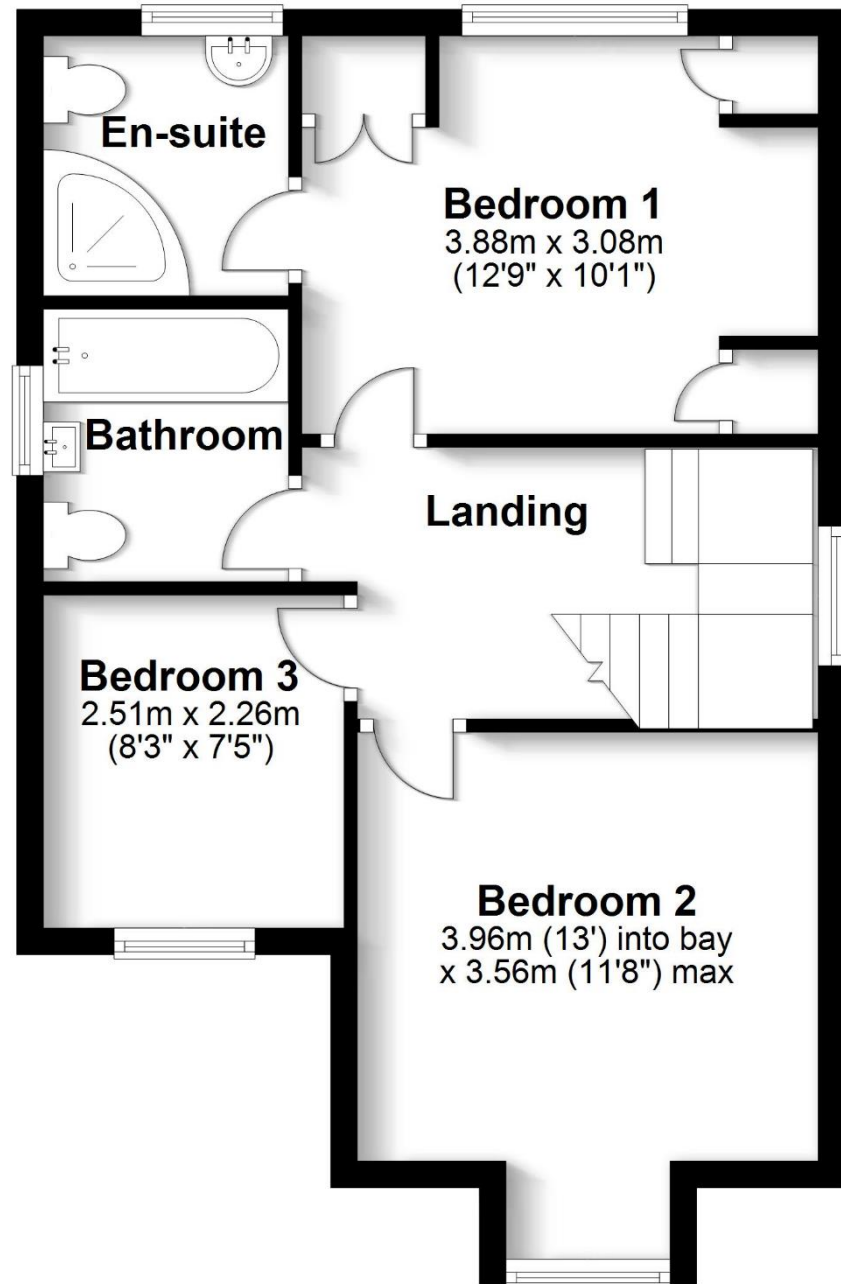 En-suite
Bedroom 1
3.88m x 3.08m
(12'9" x 10'1")
Bathroom
Landing
Bedroom 3
2.51m x 2.26m
(8'3" x 7'5")
Bedroom 2
3.96m (13') into bay
x 3.56m (11'8") max